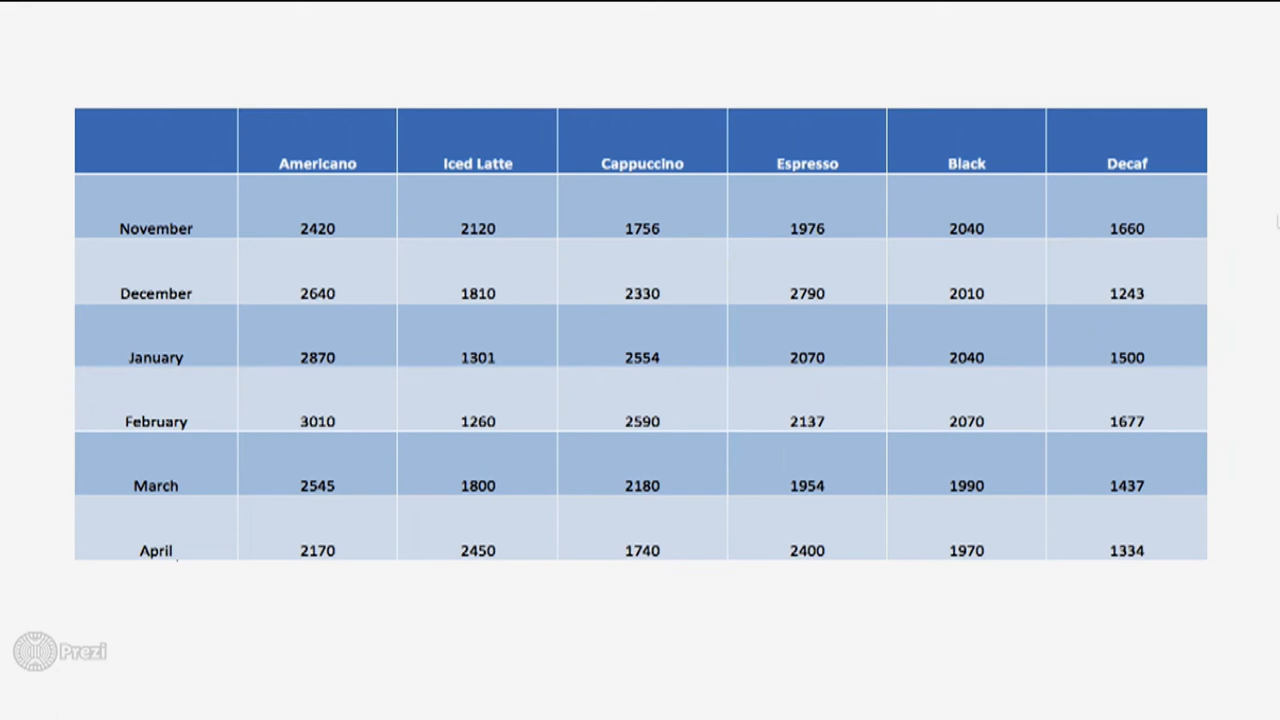 Americano Iced Latte Cappuccino Espresso Black Decaf
November 2420 2120 1756 1976 2040 1660
December 2640 1810 2330 2790 2010 1243
January 2870 1301 2554 2070 2040 1500
February 3010 1260 2590 2137 2070 1677
March 2545 1800 2180 1954 1990 1437
April 2170 2450 1740 2400 1970 1334
Prezi